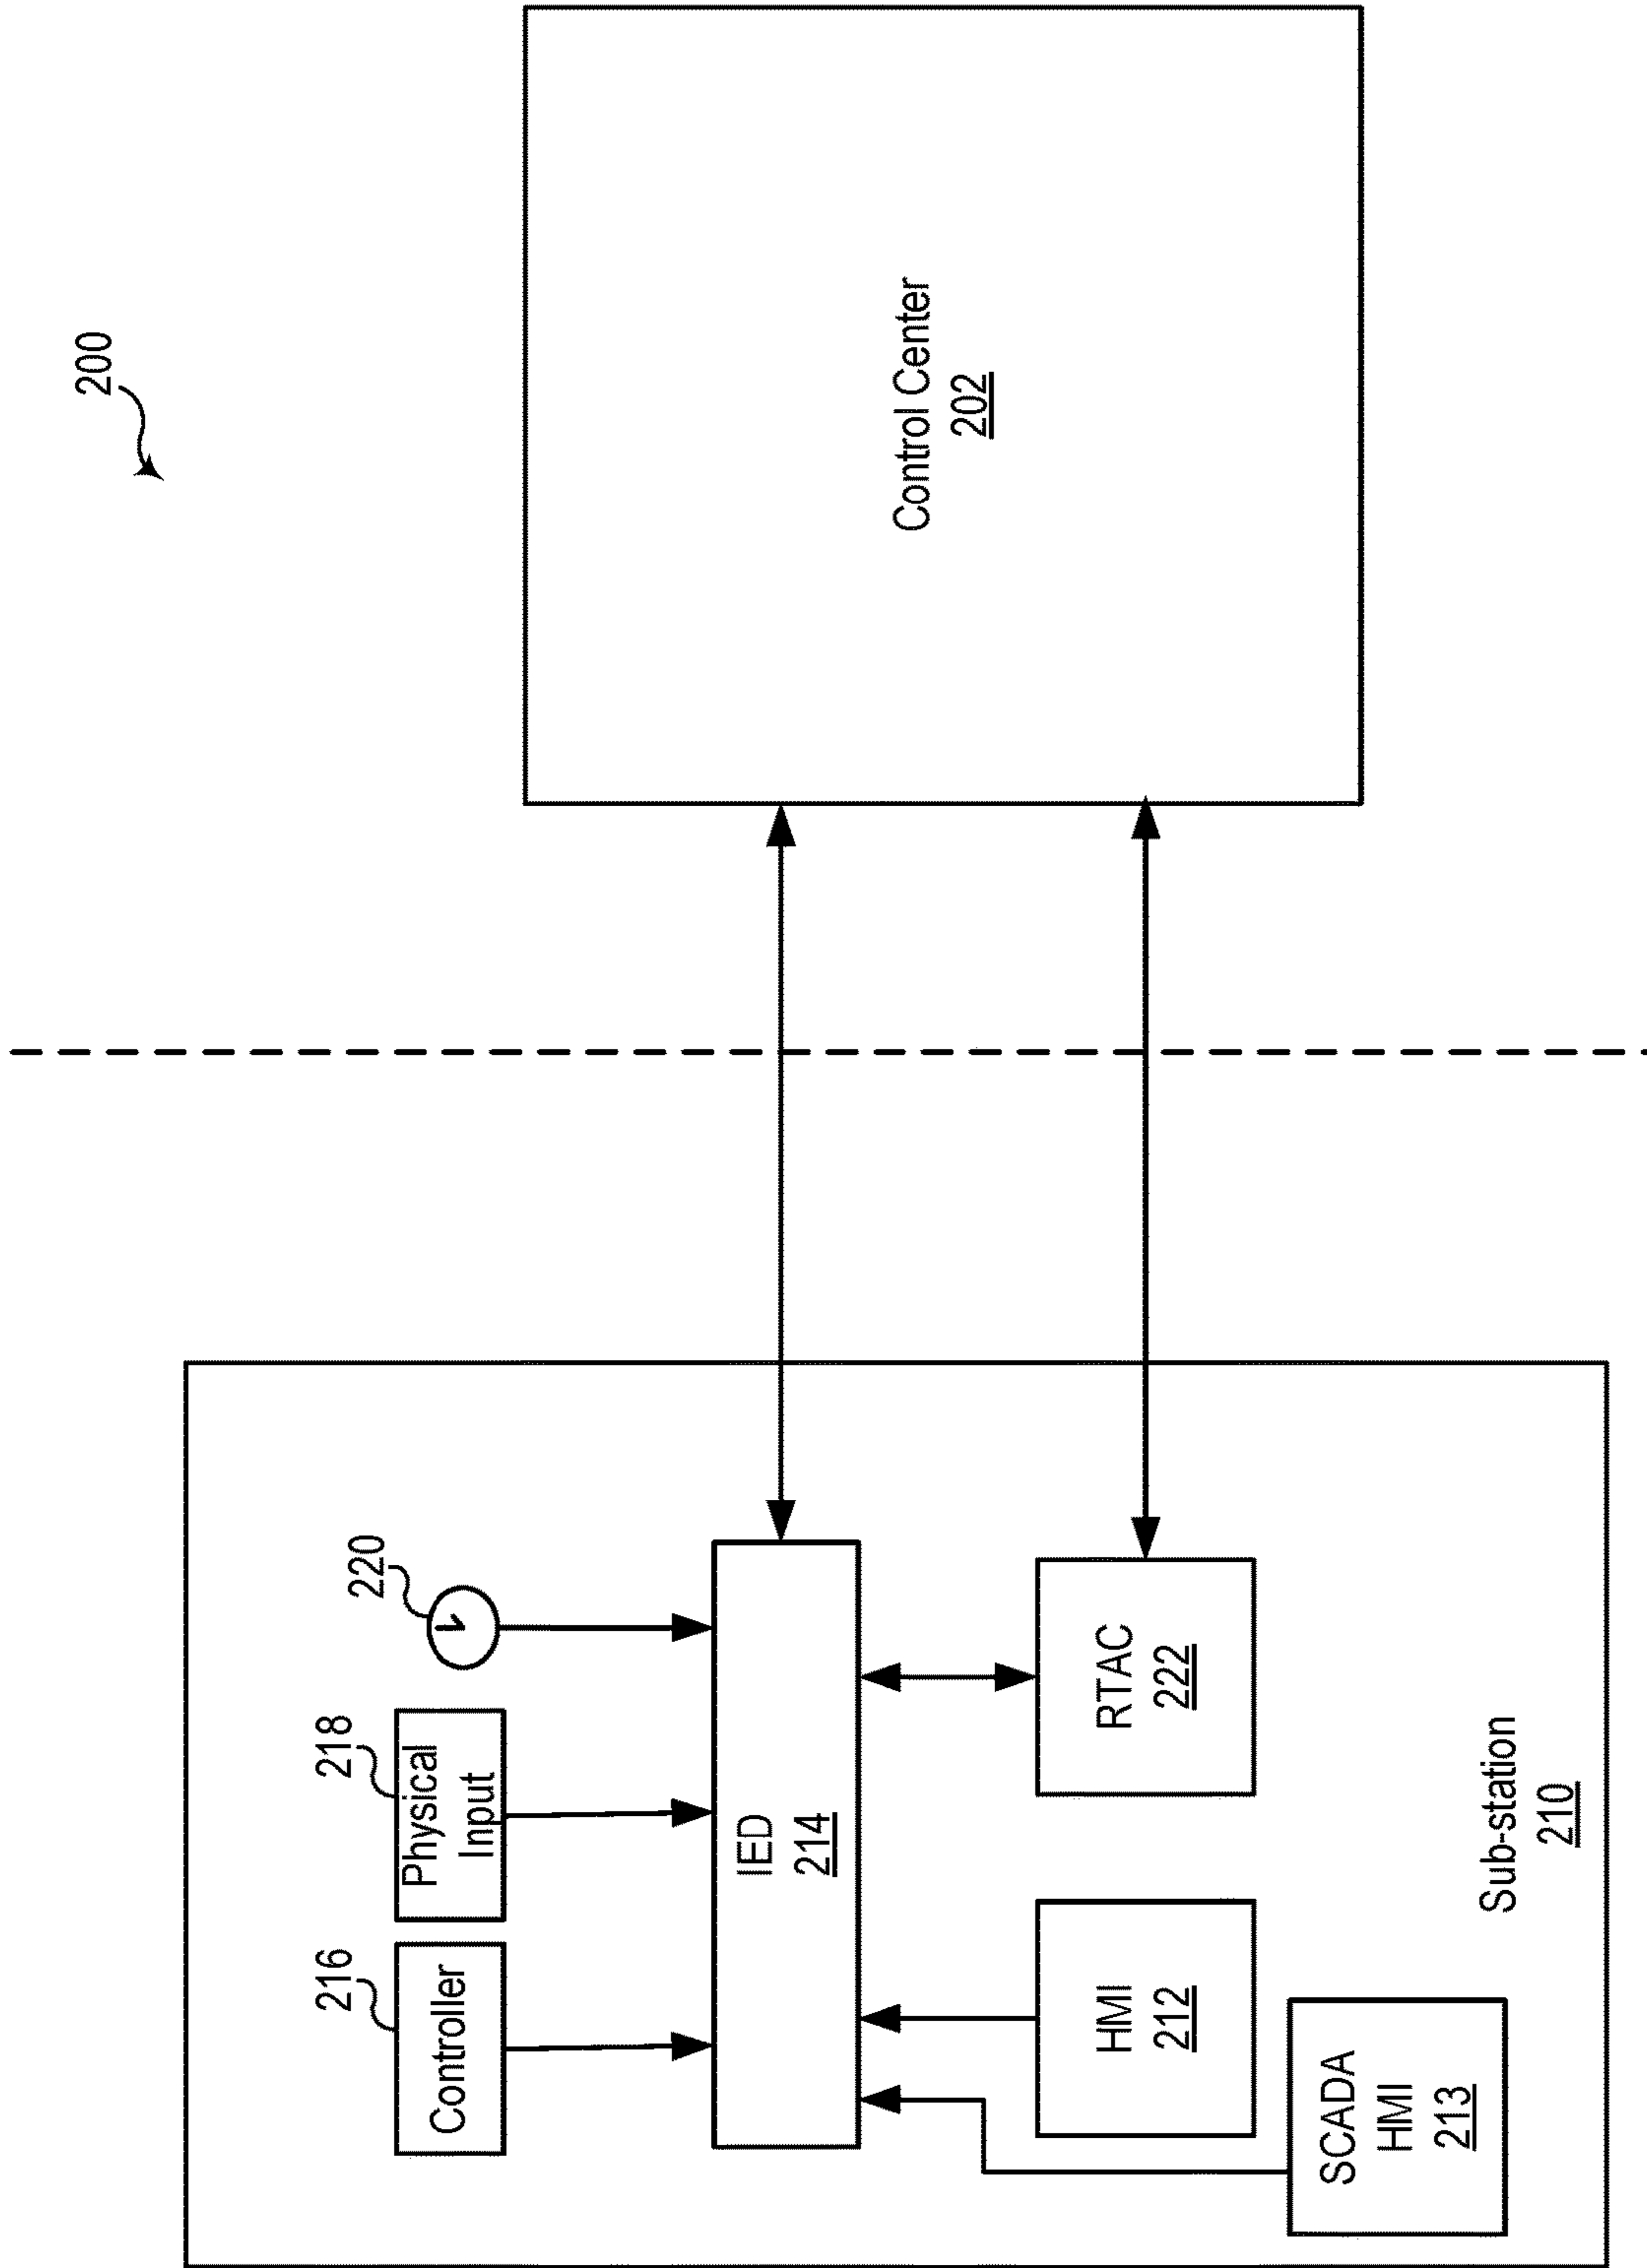 200
Control Center
202
216
Controller
218
Physical
Input
220
IED
214
HMI
212
RTAC
222
SCADA
HMI
213
Sub-station
210